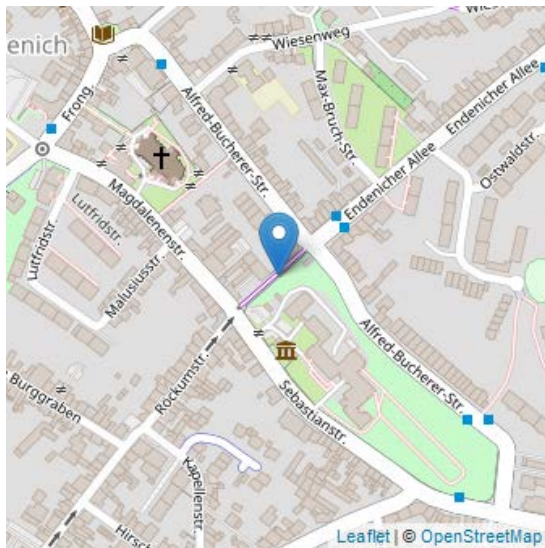 enich
Wiesenweg
Frong.
Alfred-Bucherer-Str.
Max-Bruch-Str.
Endenicher Allee
Endenicher Allee
Ostwaldstr.
Magdalenenstr.
Lutfridstr.
Lutfridstr.
Malusiusstr.
Rockumstr.
Alfred-Bucherer-Str.
Sebastianstr.
Burggraben
Kapellenstr.
Hirsch
Leaflet | © OpenStreetMap